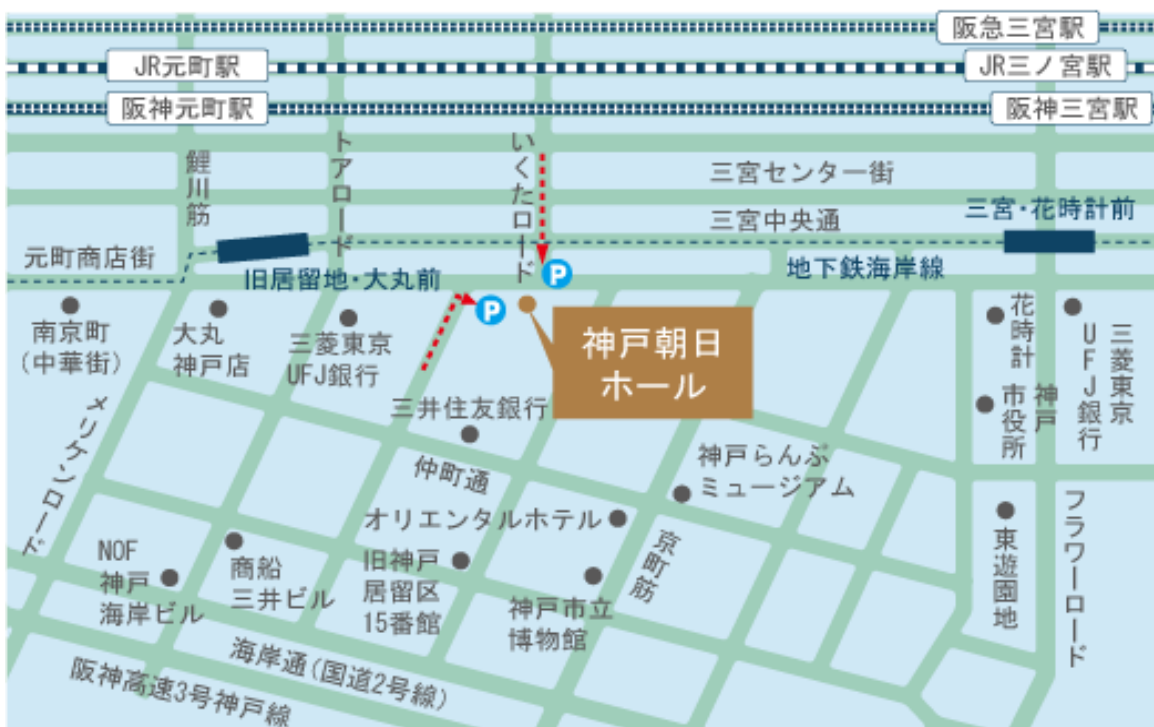 阪急三宮駅
JR元町駅
JR三ノ宮駅
阪神元町駅
阪神三宮駅
鯉川筋
トアロード
いくたロード
三宮センター街
三宮中央通
三宮・花時計前
元町商店街
旧居留地・大丸前
地下鉄海岸線
P
P
南京町
(中華街)
大丸
神戸店
三菱東京
UFJ銀行
神戸朝日
ホール
花時計
三菱東京
UFJ銀行
神戸
市役所
三井住友銀行
メリケンロード
仲町通
神戸らんぷ
ミュージアム
オリエンタルホテル
京町筋
東遊園地
フラワーロード
NOF
神戸
海岸ビル
商船
三井ビル
旧神戸
居留区
15番館
神戸市立
博物館
海岸通(国道2号線)
阪神高速3号神戸線